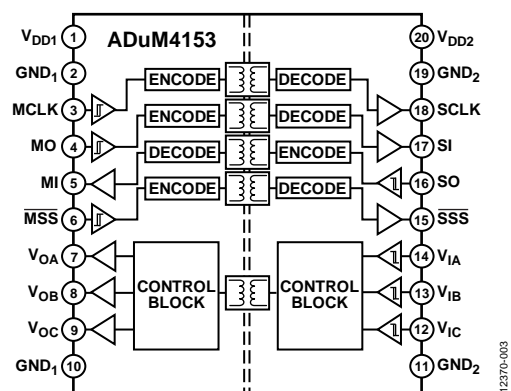 ADuM4153
VDD1 1
20 VDD2
GND1 2
19 GND2
MCLK 3
ENCODE
DECODE
18 SCLK
MO 4
ENCODE
DECODE
17 SI
MI 5
DECODE
ENCODE
16 SO
MSS 6
ENCODE
DECODE
15 SSS
VOA 7
14 VIA
VOB 8
CONTROL
BLOCK
CONTROL
BLOCK
13 VIB
VOC 9
12 VIC
GND1 10
11 GND2
12370-003